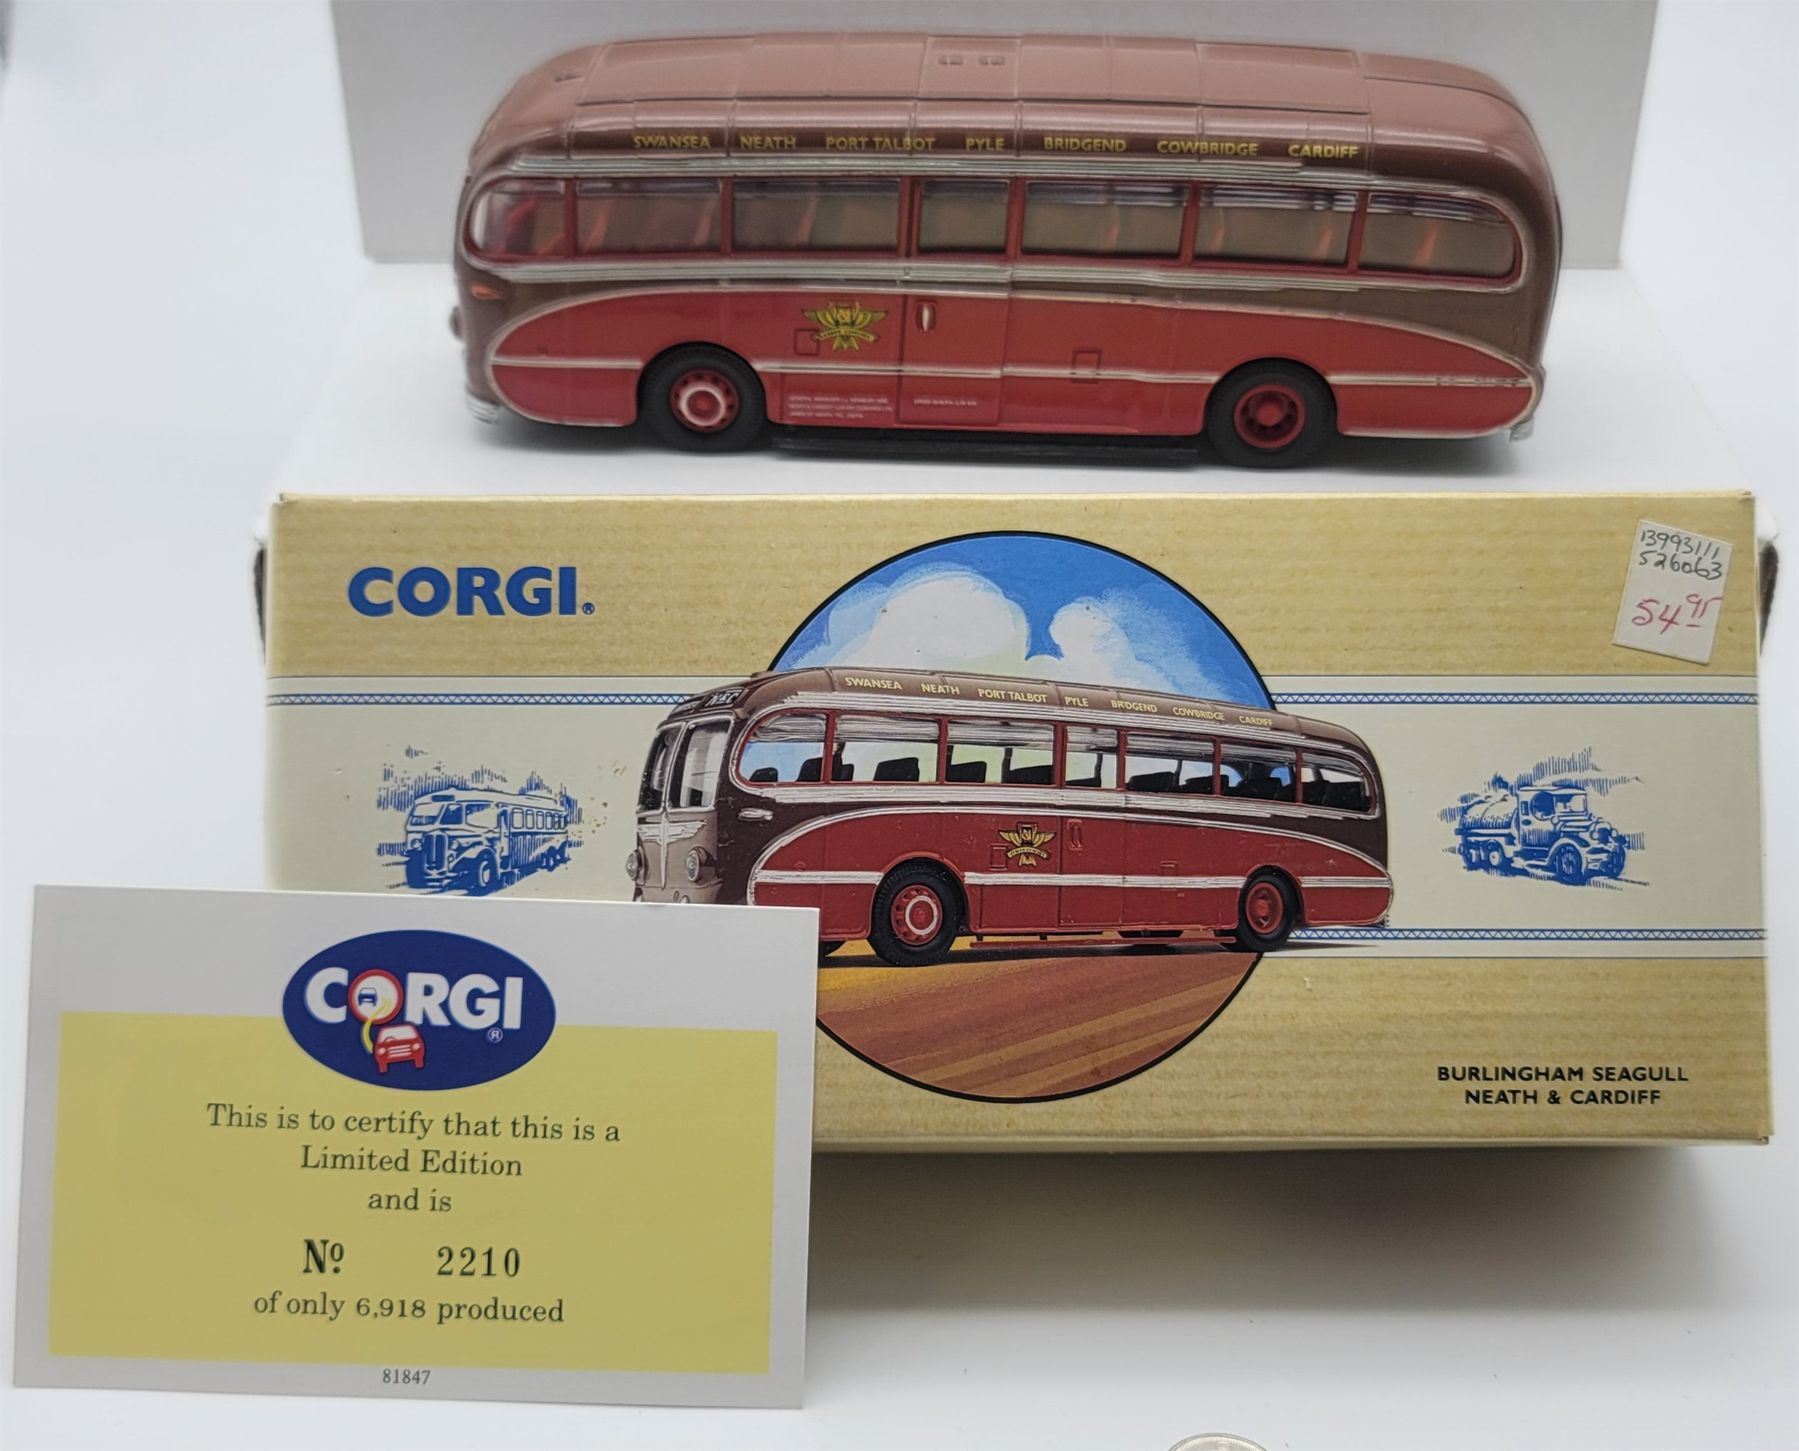 SWANSEA NEATH PORT TALBOT PYLE BRIDGEND COWBRIDGE CARDIFF
CORGI®
13993111
526063
54 95
SWANSEA NEATH PORT TALBOT PYLE BRIDGEND COWBRIDGE CARDIFF
BURLINGHAM SEAGULL
NEATH & CARDIFF
CORGI®
This is to certify that this is a
Limited Edition
and is
Nº 2210
of only 6,918 produced
81847